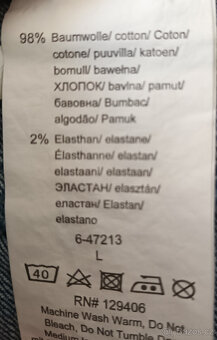 98% Baumwolle/ cotton/ Coton/
cotone/ puuvilla/ katoen/
bomull/ bawełna/
ХЛОПОК/ bavlna/ pamut/
бавовна/ Bumbac/
algodão/ Pamuk
2% Elasthan/ elastane/
Élasthanne/ elastan/
elastaani/ elastaan/
ЭЛАСТАН/ elasztán/
еластан/ Elastan/
elastano
6-47213
L
40
RN# 129406
Machine Wash Warm, Do Not
Bleach, Do Not Tumble Dry
Medium